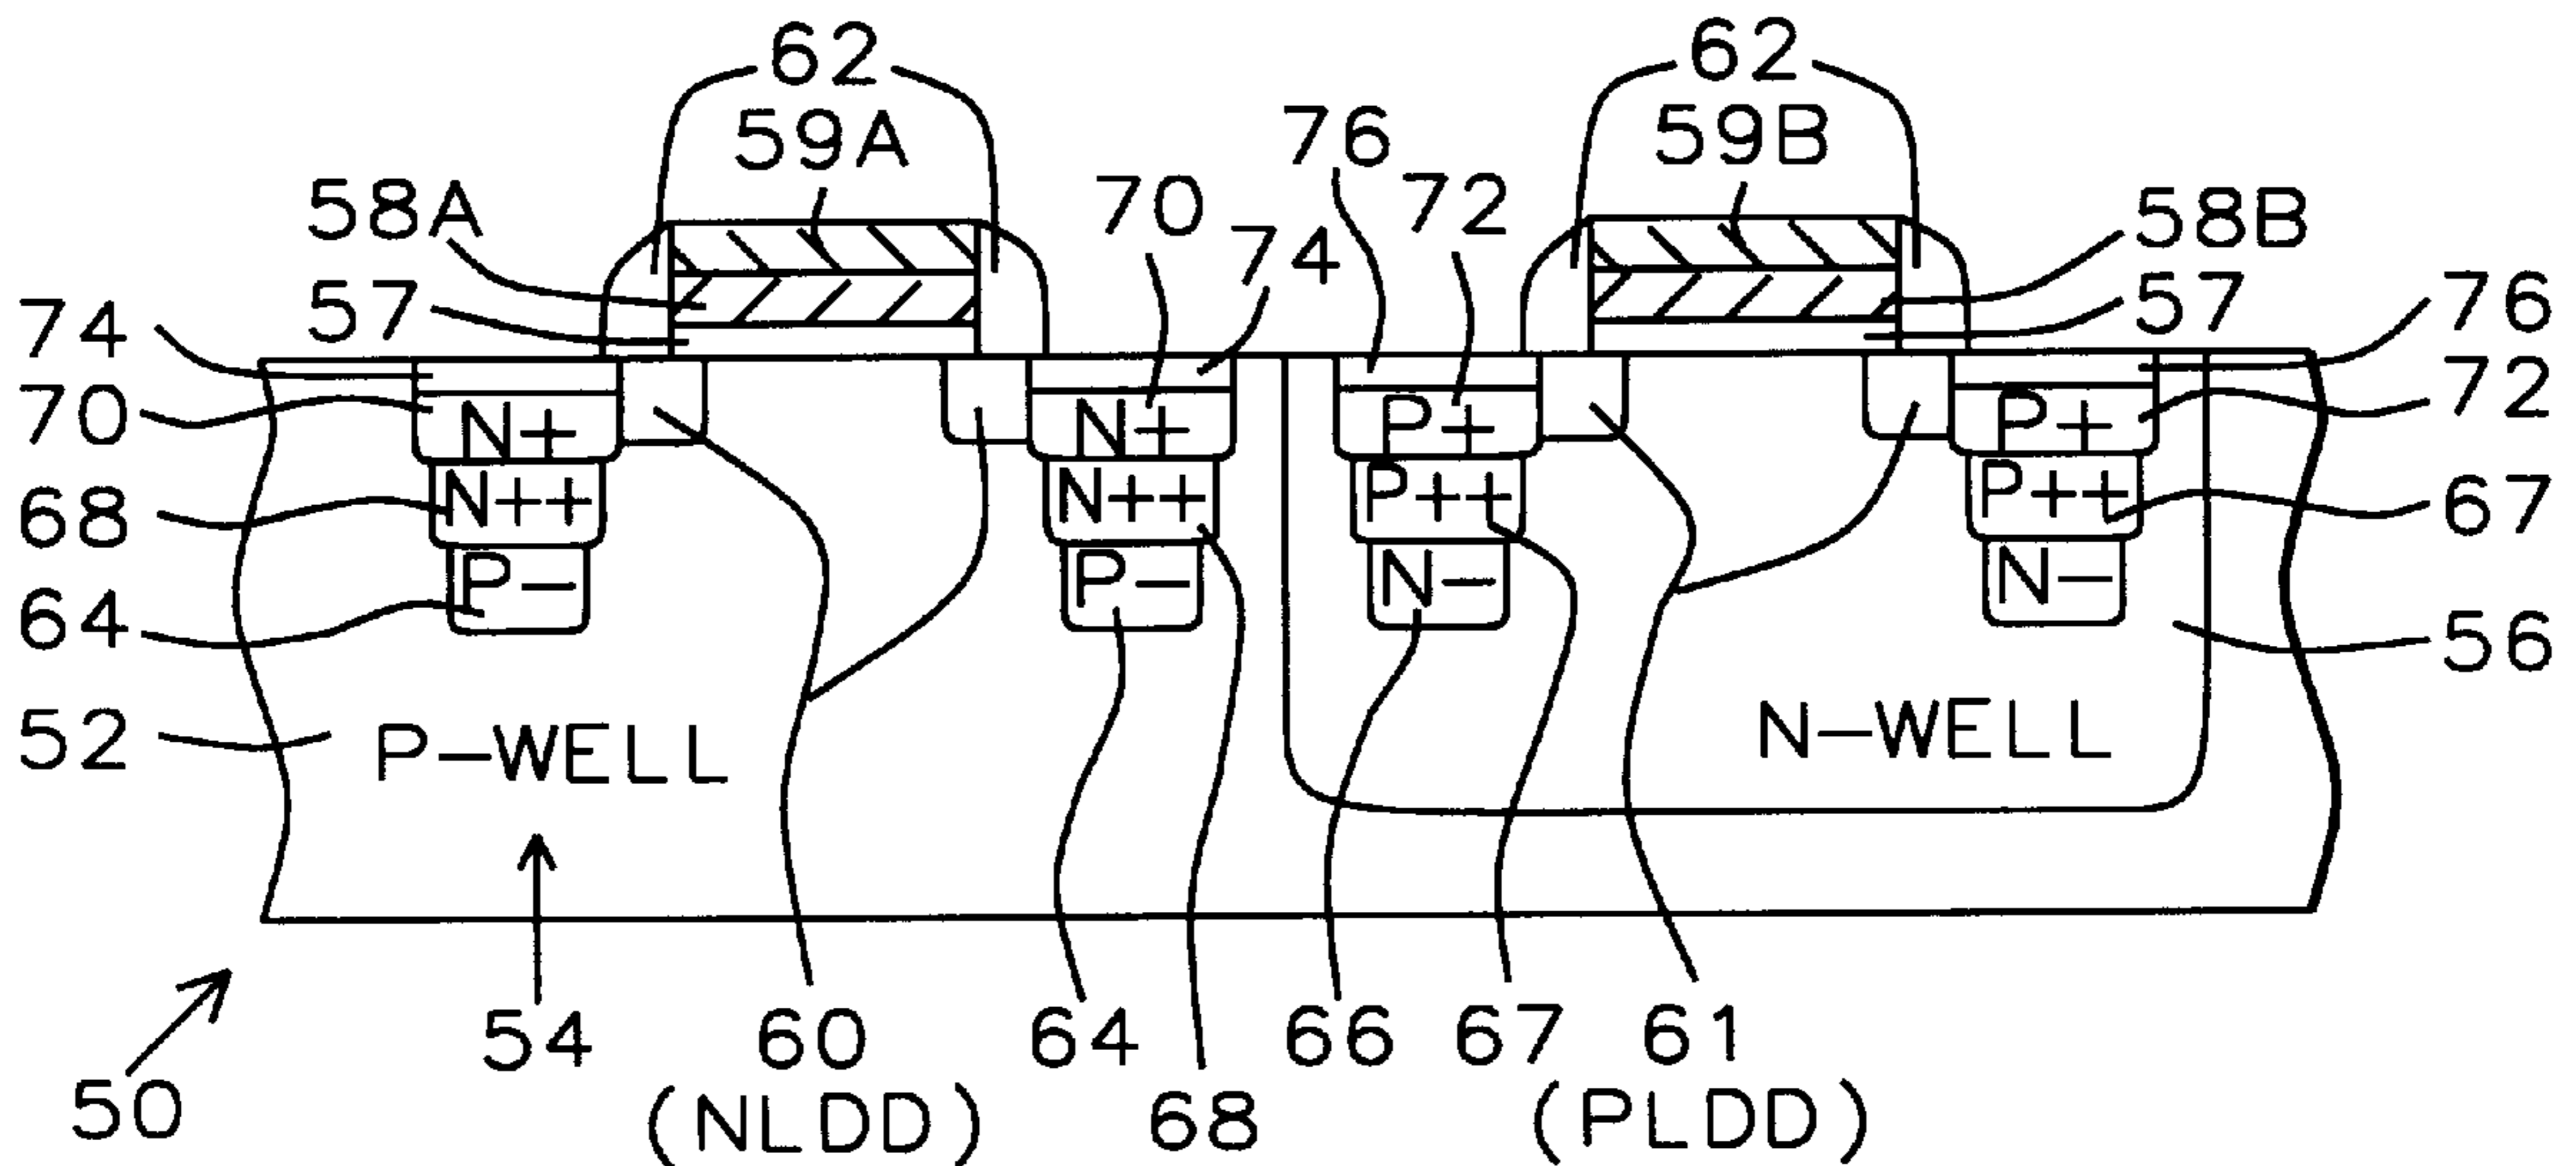 62 62
59A 76 59B
58A 70 72 58B
74
57 57 76
74
70 N+ N+ P+ P+ 72
68 N++ N++ P++ P++ 67
64 P- P- N- N- 56
52 P-WELL N-WELL
54 60 64 66 67 61
50 (NLDD) 68 (PLDD)